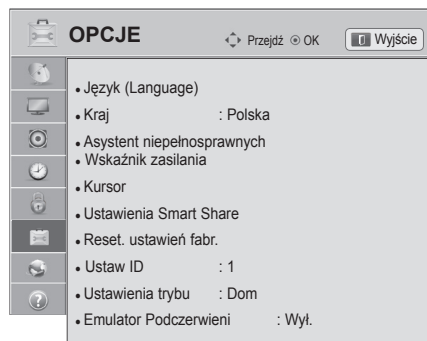 OPCJE
Przejdź OK Wyjście
• Język (Language)
• Kraj : Polska
• Asystent niepełnosprawnych
• Wskaźnik zasilania
• Kursor
• Ustawienia Smart Share
• Reset. ustawień fabr.
• Ustaw ID : 1
• Ustawienia trybu : Dom
• Emulator Podczerwieni : Wył.